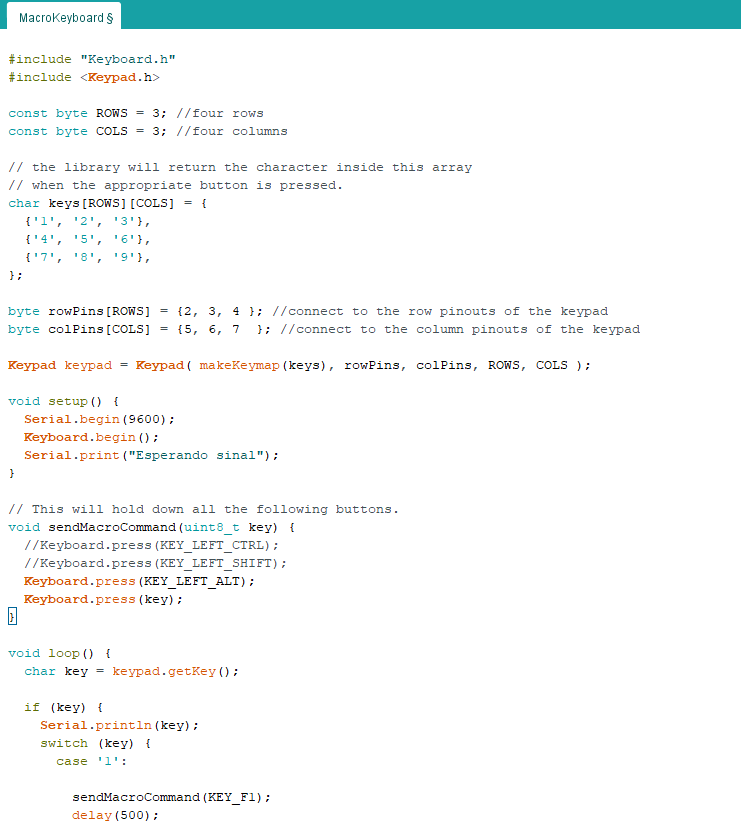 MacroKeyboard §
#include "Keyboard.h"
#include <Keypad.h>
const byte ROWS = 3; //four rows
const byte COLS = 3; //four columns
// the library will return the character inside this array
// when the appropriate button is pressed.
char keys[ROWS][COLS] = {
  {'1', '2', '3'},
  {'4', '5', '6'},
  {'7', '8', '9'},
};
byte rowPins[ROWS] = {2, 3, 4 }; //connect to the row pinouts of the keypad
byte colPins[COLS] = {5, 6, 7  }; //connect to the column pinouts of the keypad
Keypad keypad = Keypad( makeKeymap(keys), rowPins, colPins, ROWS, COLS );
void setup() {
  Serial.begin(9600);
  Keyboard.begin();
  Serial.print("Esperando sinal");
}
// This will hold down all the following buttons.
void sendMacroCommand(uint8_t key) {
  //Keyboard.press(KEY_LEFT_CTRL);
  //Keyboard.press(KEY_LEFT_SHIFT);
  Keyboard.press(KEY_LEFT_ALT);
  Keyboard.press(key);
}
void loop() {
  char key = keypad.getKey();
  if (key) {
    Serial.println(key);
    switch (key) {
      case '1':
        sendMacroCommand(KEY_F1);
        delay(500);